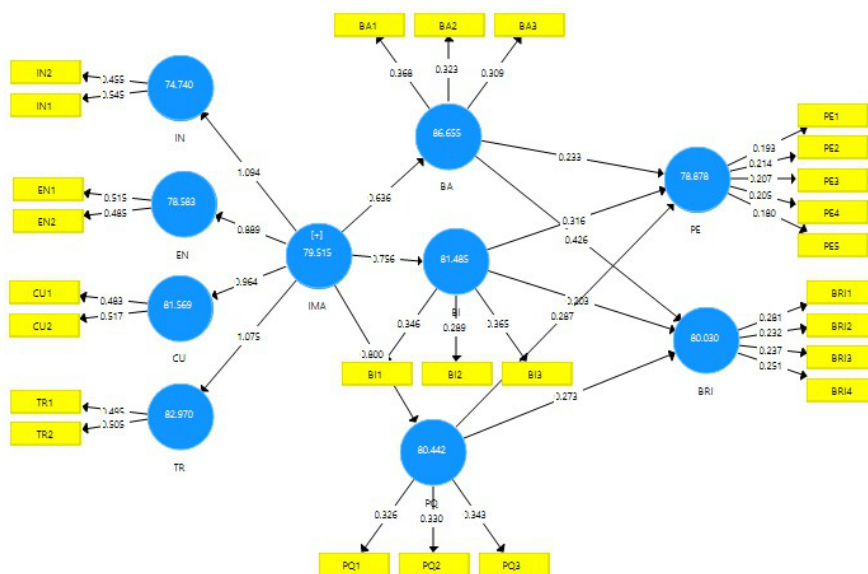 BA1
BA2
BA3
0.368
0.323
0.309
IN2
IN1
0.455
0.545
74.740
IN
86.655
BA
PE1
PE2
PE3
PE4
PE5
0.193
0.214
0.207
0.205
0.180
78.878
PE
1.094
0.636
0.233
0.316
0.426
EN1
EN2
0.515
0.485
78.583
EN
0.889
[+]
79.515
IMA
0.756
81.485
BI
0.203
0.287
CU1
CU2
0.483
0.517
81.569
CU
0.964
1.075
0.346
0.289
0.365
0.800
BI1
BI2
BI3
BRI1
BRI2
BRI3
BRI4
0.281
0.232
0.237
0.251
80.030
BRI
TR1
TR2
0.495
0.505
82.970
TR
0.273
80.442
PQ
0.326
0.330
0.343
PQ1
PQ2
PQ3